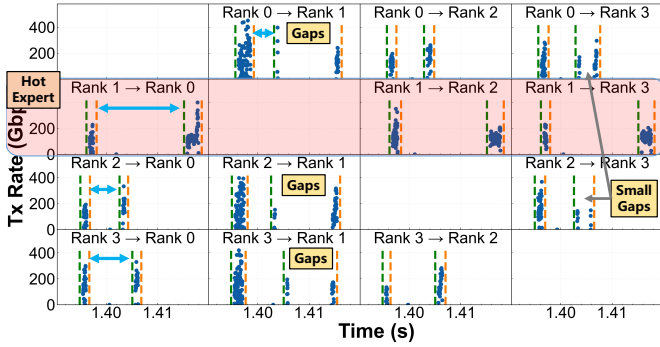 Rank 0 → Rank 1
Rank 0 → Rank 2
Rank 0 → Rank 3
400
200
0
Gaps
Hot
Expert
Rank 1 → Rank 0
Rank 1 → Rank 2
Rank 1 → Rank 3
200
0
Tx Rate (Gbp
Rank 2 → Rank 0
Rank 2 → Rank 1
Rank 2 → Rank 3
400
200
0
Gaps
Small
Gaps
Rank 3 → Rank 0
Rank 3 → Rank 1
Rank 3 → Rank 2
400
200
0
Gaps
1.40 1.41 1.40 1.41 1.40 1.41 1.40 1.41
Time (s)